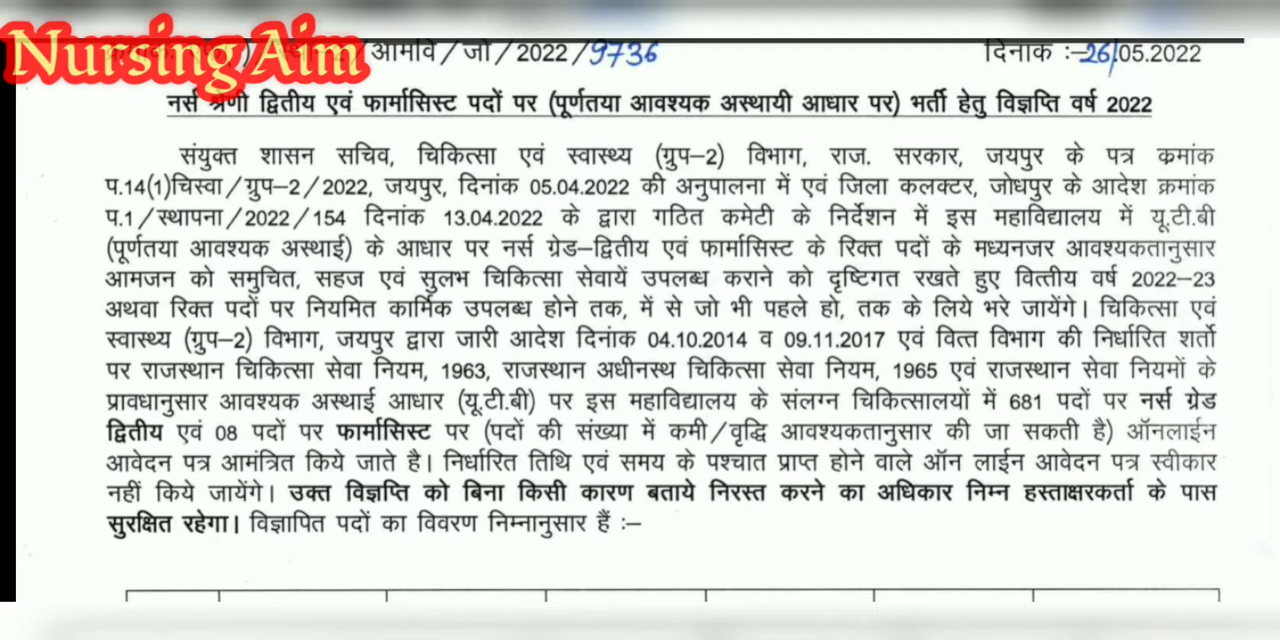 Nursing Aim
/आमवि/जो/2022/9736 दिनांक :-26/05.2022
नर्स श्रेणी द्वितीय एवं फार्मासिस्ट पदों पर (पूर्णतया आवश्यक अस्थायी आधार पर) भर्ती हेतु विज्ञप्ति वर्ष 2022
संयुक्त शासन सचिव, चिकित्सा एवं स्वास्थ्य (ग्रुप–2) विभाग, राज. सरकार, जयपुर के पत्र क्रमांक
प.14(1)चिस्वा/ग्रुप–2/2022, जयपुर, दिनांक 05.04.2022 की अनुपालना में एवं जिला कलक्टर, जोधपुर के आदेश क्रमांक
प.1/स्थापना/2022/154 दिनांक 13.04.2022 के द्वारा गठित कमेटी के निर्देशन में इस महाविद्यालय में यू.टी.बी
(पूर्णतया आवश्यक अस्थाई) के आधार पर नर्स ग्रेड–द्वितीय एवं फार्मासिस्ट के रिक्त पदों के मध्यनजर आवश्यकतानुसार
आमजन को समुचित, सहज एवं सुलभ चिकित्सा सेवायें उपलब्ध कराने को दृष्टिगत रखते हुए वित्तीय वर्ष 2022–23
अथवा रिक्त पदों पर नियमित कार्मिक उपलब्ध होने तक, में से जो भी पहले हो, तक के लिये भरे जायेंगे। चिकित्सा एवं
स्वास्थ्य (ग्रुप–2) विभाग, जयपुर द्वारा जारी आदेश दिनांक 04.10.2014 व 09.11.2017 एवं वित्त विभाग की निर्धारित शर्तो
पर राजस्थान चिकित्सा सेवा नियम, 1963, राजस्थान अधीनस्थ चिकित्सा सेवा नियम, 1965 एवं राजस्थान सेवा नियमों के
प्रावधानुसार आवश्यक अस्थाई आधार (यू.टी.बी) पर इस महाविद्यालय के संलग्न चिकित्सालयों में 681 पदों पर नर्स ग्रेड
द्वितीय एवं 08 पदों पर फार्मासिस्ट पर (पदों की संख्या में कमी/वृद्धि आवश्यकतानुसार की जा सकती है) ऑनलाईन
आवेदन पत्र आमंत्रित किये जाते है। निर्धारित तिथि एवं समय के पश्चात प्राप्त होने वाले ऑन लाईन आवेदन पत्र स्वीकार
नहीं किये जायेंगे। उक्त विज्ञप्ति को बिना किसी कारण बताये निरस्त करने का अधिकार निम्न हस्ताक्षरकर्ता के पास
सुरक्षित रहेगा। विज्ञापित पदों का विवरण निम्नानुसार हैं :–